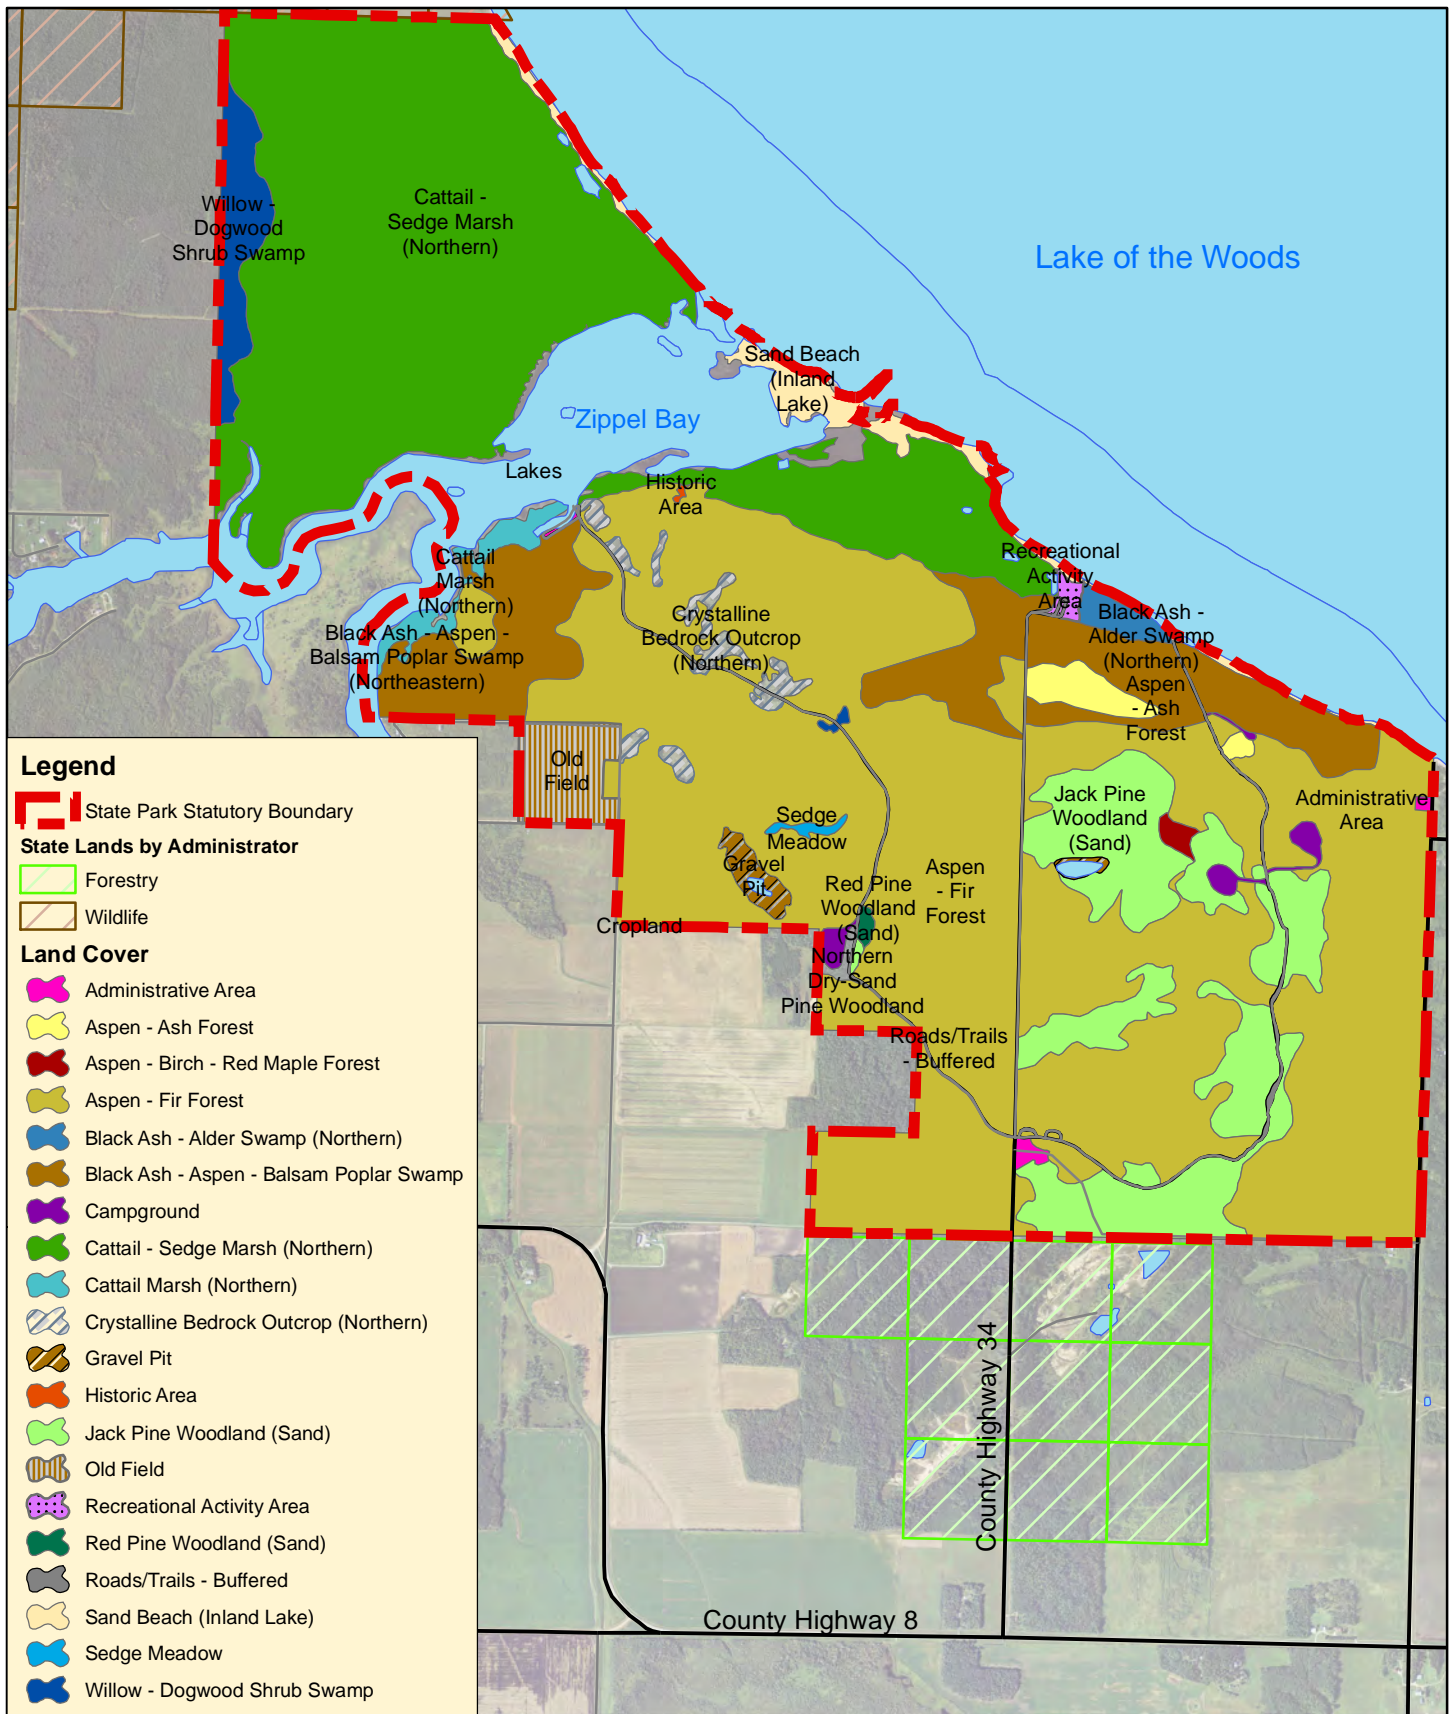 Willow -
Dogwood
Shrub Swamp
Cattail -
Sedge Marsh
(Northern)
Lake of the Woods
Sand Beach
(Inland
Lake)
Zippel Bay
Lakes
Historic
Area
Cattail
Marsh
(Northern)
Recreational
Activity
Area
Black Ash - Aspen -
Balsam Poplar Swamp
(Northeastern)
Crystalline
Bedrock Outcrop
(Northern)
Black Ash -
Alder Swamp
(Northern)
Aspen
- Ash
Forest
Old
Field
Jack Pine
Woodland
(Sand)
Administrative
Area
Sedge
Meadow
Gravel
Pit
Aspen
- Fir
Forest
Red Pine
Woodland
(Sand)
Cropland
Northern
Dry-Sand
Pine Woodland
Roads/Trails
- Buffered
County Highway 34
County Highway 8
Legend
State Park Statutory Boundary
State Lands by Administrator
Forestry
Wildlife
Land Cover
Administrative Area
Aspen - Ash Forest
Aspen - Birch - Red Maple Forest
Aspen - Fir Forest
Black Ash - Alder Swamp (Northern)
Black Ash - Aspen - Balsam Poplar Swamp
Campground
Cattail - Sedge Marsh (Northern)
Cattail Marsh (Northern)
Crystalline Bedrock Outcrop (Northern)
Gravel Pit
Historic Area
Jack Pine Woodland (Sand)
Old Field
Recreational Activity Area
Red Pine Woodland (Sand)
Roads/Trails - Buffered
Sand Beach (Inland Lake)
Sedge Meadow
Willow - Dogwood Shrub Swamp